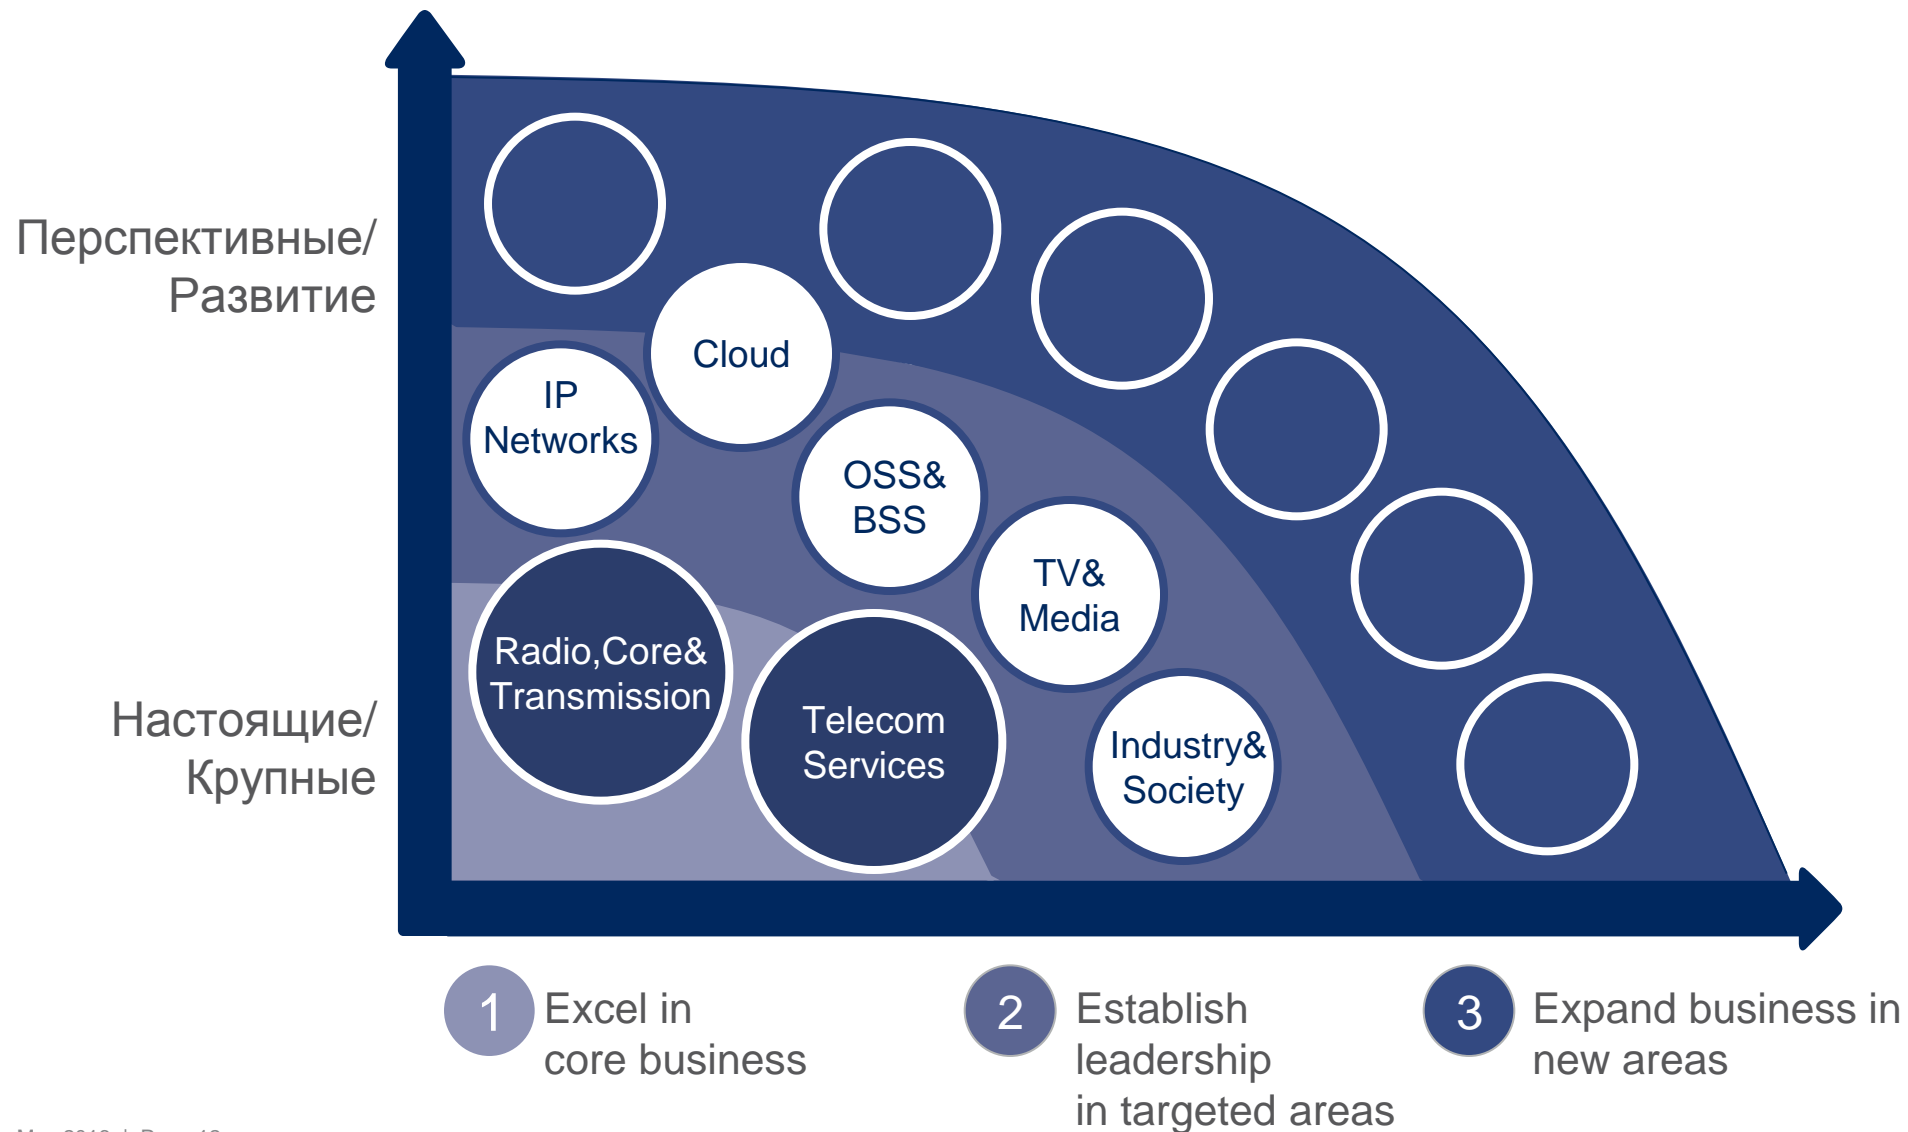 Перспективные/
Развитие
Cloud
IP
Networks
OSS&
BSS
TV&
Media
Radio,Core&
Transmission
Настоящие/
Крупные
Telecom
Services
Industry&
Society
1
Excel in
core business
2
Establish
leadership
in targeted areas
3
Expand business in
new areas